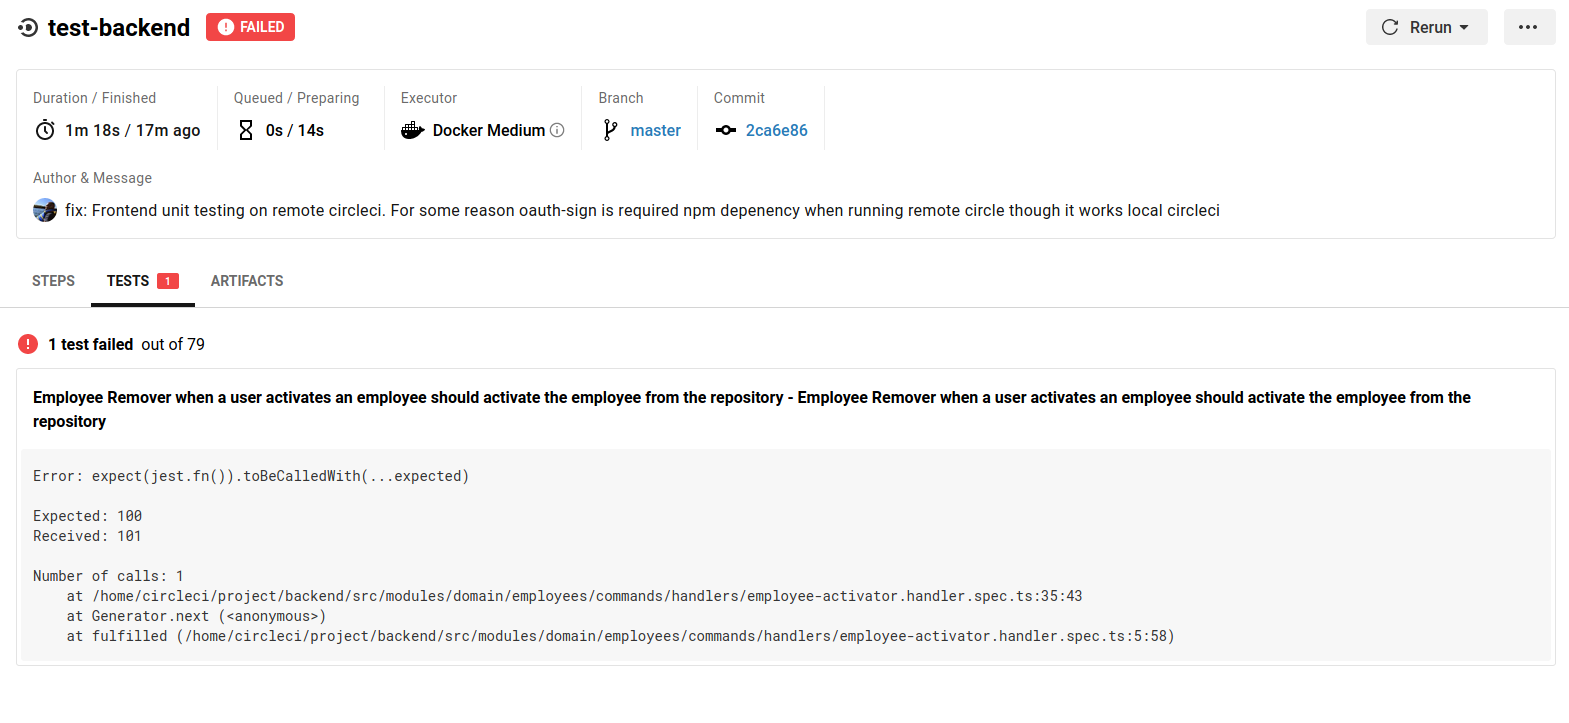 test-backend
FAILED
Rerun
Duration / Finished
Queued / Preparing
Executor
Branch
Commit
1m 18s / 17m ago
0s / 14s
Docker Medium
master
2ca6e86
Author & Message
fix: Frontend unit testing on remote circleci. For some reason oauth-sign is required npm depenency when running remote circle though it works local circleci
STEPS
TESTS 1
ARTIFACTS
1 test failed out of 79
Employee Remover when a user activates an employee should activate the employee from the repository - Employee Remover when a user activates an employee should activate the employee from the
repository
Error: expect(jest.fn()).toBeCalledWith(...expected)
Expected: 100
Received: 101
Number of calls: 1
at /home/circleci/project/backend/src/modules/domain/employees/commands/handlers/employee-activator.handler.spec.ts:35:43
at Generator.next (<anonymous>)
at fulfilled (/home/circleci/project/backend/src/modules/domain/employees/commands/handlers/employee-activator.handler.spec.ts:5:58)